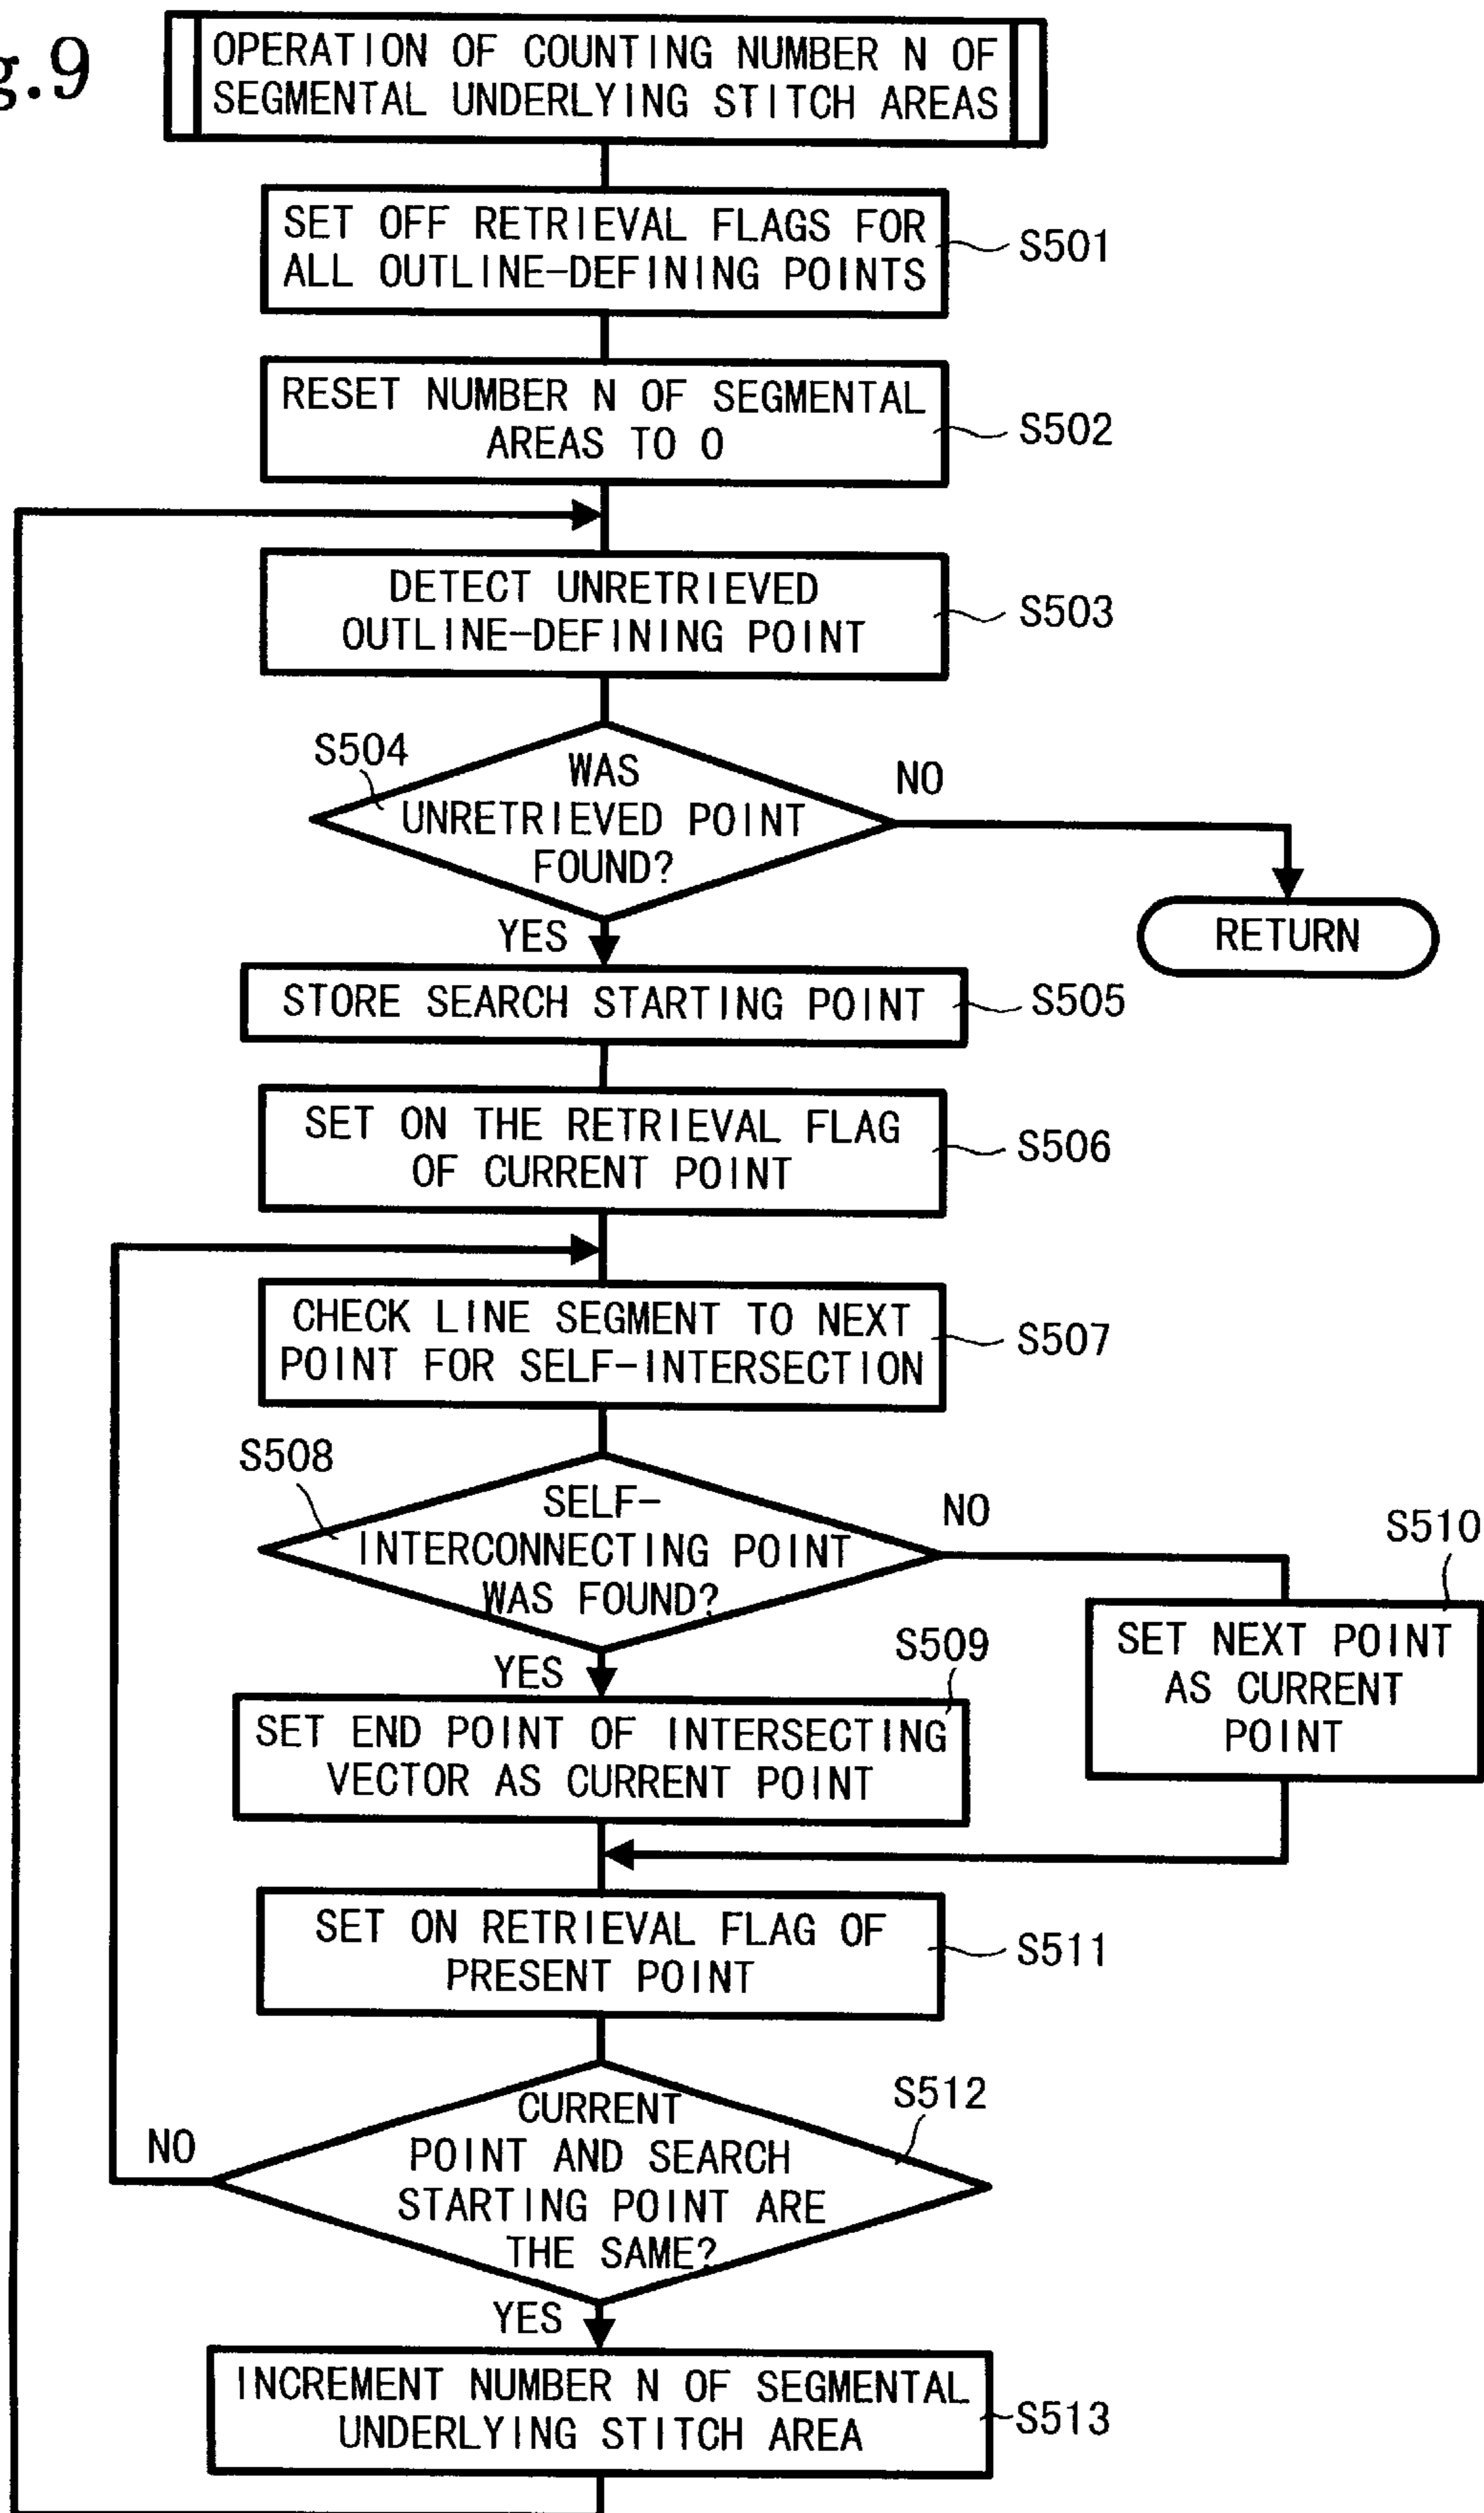 g.9
OPERATION OF COUNTING NUMBER N OF
SEGMENTAL UNDERLYING STITCH AREAS
SET OFF RETRIEVAL FLAGS FOR
ALL OUTLINE-DEFINING POINTS
S501
RESET NUMBER N OF SEGMENTAL
AREAS TO 0
S502
DETECT UNRETRIEVED
OUTLINE-DEFINING POINT
S503
S504
WAS
UNRETRIEVED POINT
FOUND?
NO
RETURN
YES
STORE SEARCH STARTING POINT
S505
SET ON THE RETRIEVAL FLAG
OF CURRENT POINT
S506
CHECK LINE SEGMENT TO NEXT
POINT FOR SELF-INTERSECTION
S507
S508
SELF-
INTERCONNECTING POINT
WAS FOUND?
NO
S510
SET NEXT POINT
AS CURRENT
POINT
YES
S509
SET END POINT OF INTERSECTING
VECTOR AS CURRENT POINT
SET ON RETRIEVAL FLAG OF
PRESENT POINT
S511
CURRENT
POINT AND SEARCH
STARTING POINT ARE
THE SAME?
S512
NO
YES
INCREMENT NUMBER N OF SEGMENTAL
UNDERLYING STITCH AREA
S513